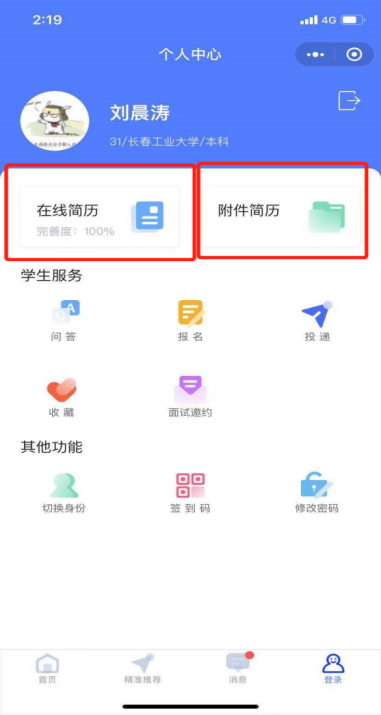 2:19
4G
个人中心
刘晨涛
31/长春工业大学/本科
在线简历
完善度：100%
附件简历
学生服务
问答
报名
投递
收藏
面试邀约
其他功能
切换身份
签到码
修改密码
首页
精准推荐
消息
登录